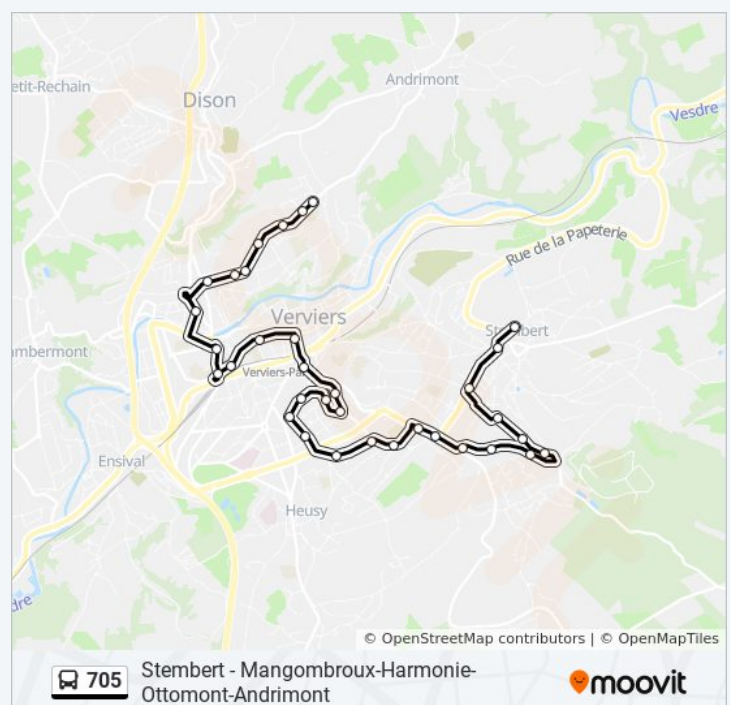 Andrimont
etit-Rechain
Dison
Vesdre
Rue de la Papeterie
Verviers
Stembert
ambermont
Verviers-Pa
Ensival
Heusy
dre
© OpenStreetMap contributors | © OpenMapTiles
705
Stembert - Mangombroux-Harmonie-
Ottomont-Andrimont
moovit